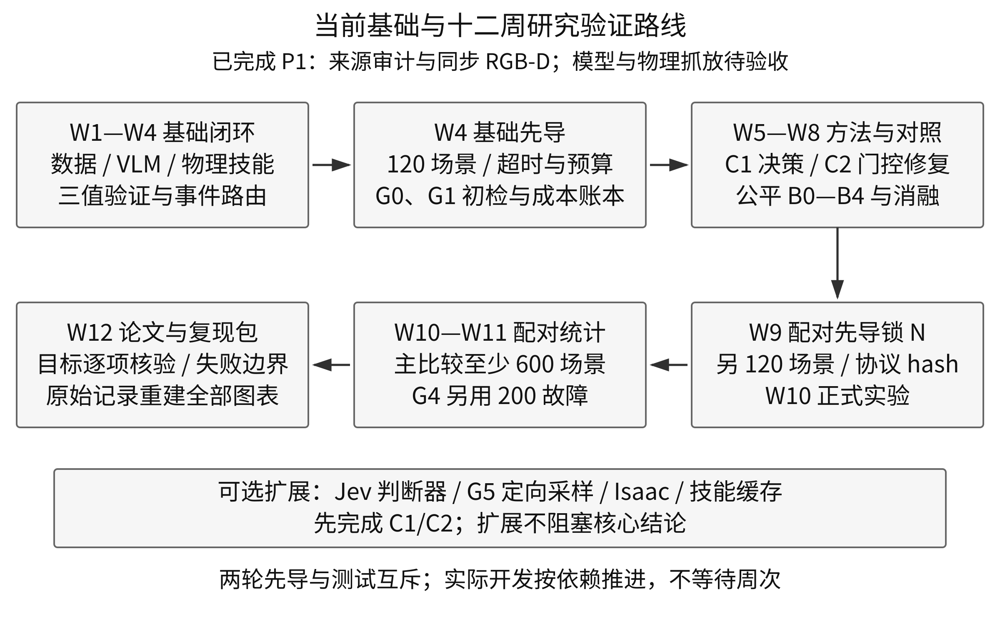 当前基础与十二周研究验证路线
已完成 P1：来源审计与同步 RGB-D；模型与物理抓放待验收
W1—W4 基础闭环
数据 / VLM / 物理技能
三值验证与事件路由
W4 基础先导
120 场景 / 超时与预算
G0、G1 初检与成本账本
W5—W8 方法与对照
C1 决策 / C2 门控修复
公平 B0—B4 与消融
W9 配对先导锁 N
另 120 场景 / 协议 hash
W10 正式实验
W10—W11 配对统计
主比较至少 600 场景
G4 另用 200 故障
W12 论文与复现包
目标逐项核验 / 失败边界
原始记录重建全部图表
可选扩展：Jev 判断器 / G5 定向采样 / Isaac / 技能缓存
先完成 C1/C2；扩展不阻塞核心结论
两轮先导与测试互斥；实际开发按依赖推进，不等待周次